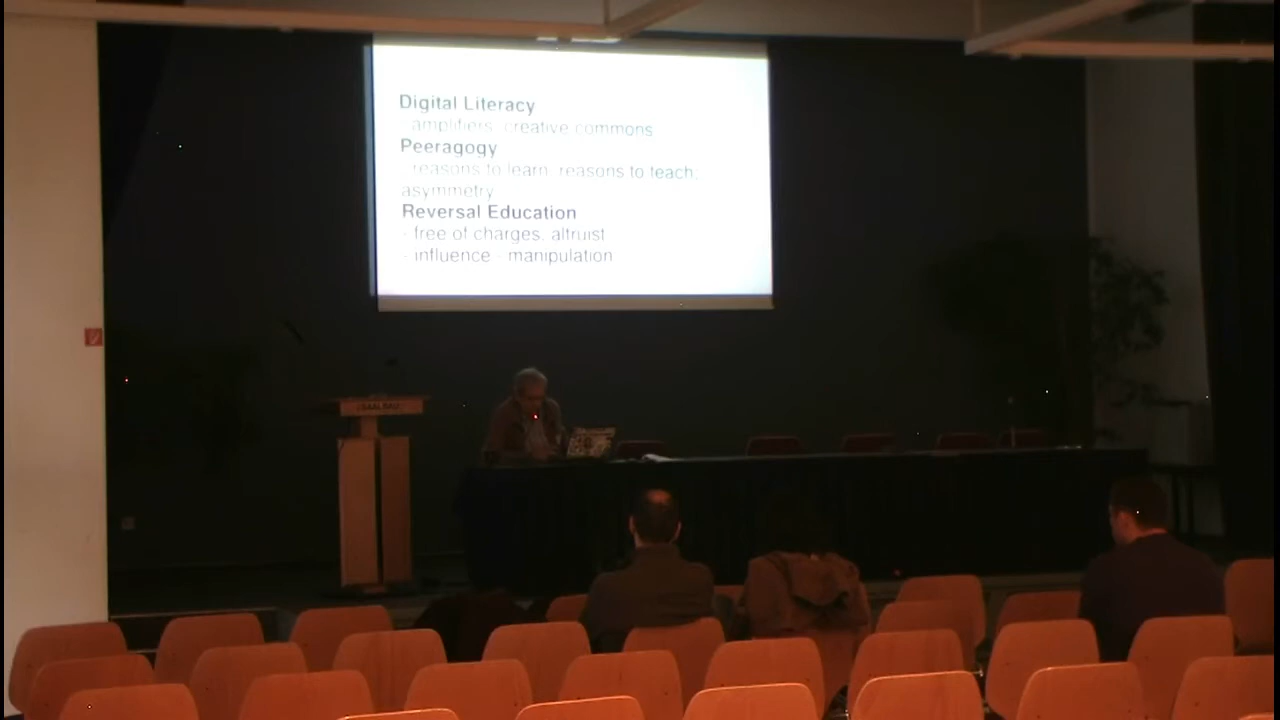 Digital Literacy
- amplifiers, creative commons
Peeragogy
- reasons to learn, reasons to teach,
asymmetry
Reversal Education
- free of charges, altruist
- influence - manipulation
SAALBAU